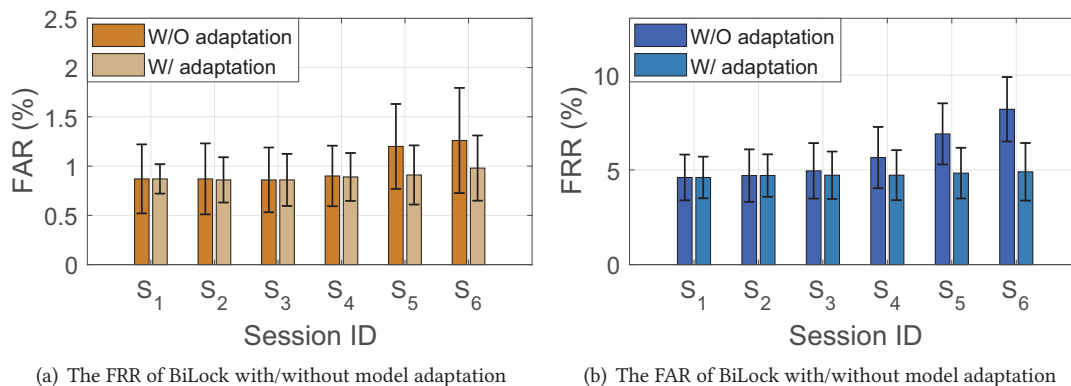 2.5
W/O adaptation
W/ adaptation
2
1.5
1
0.5
0
FAR (%)
S1 S2 S3 S4 S5 S6
Session ID
(a) The FRR of BiLock with/without model adaptation
W/O adaptation
W/ adaptation
10
5
0
FRR (%)
S1 S2 S3 S4 S5 S6
Session ID
(b) The FAR of BiLock with/without model adaptation